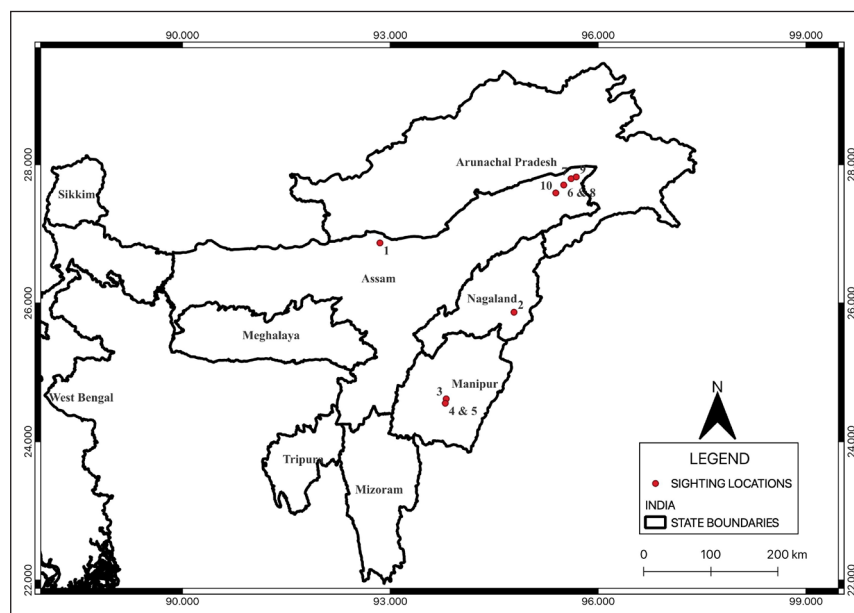 90.000 93.000 96.000 99.000
28.000 28.000
Arunachal Pradesh
7 9
10 6 & 8
Sikkim
1
Assam
26.000 26.000
Nagaland 2
Meghalaya
West Bengal
Manipur
3
4 & 5
N
24.000 24.000
Tripura
Mizoram
LEGEND
SIGHTING LOCATIONS
INDIA
STATE BOUNDARIES
0 100 200 km
22.000 22.000
90.000 93.000 96.000 99.000